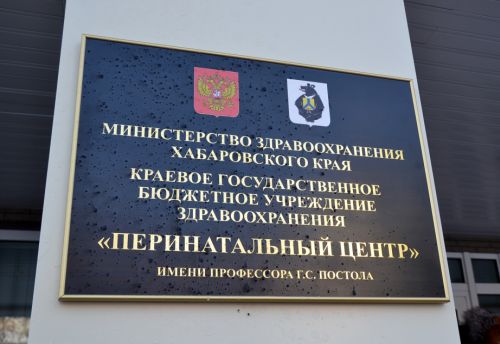 МИНИСТЕРСТВО ЗДРАВООХРАНЕНИЯ
ХАБАРОВСКОГО КРАЯ
КРАЕВОЕ ГОСУДАРСТВЕННОЕ
БЮДЖЕТНОЕ УЧРЕЖДЕНИЕ
ЗДРАВООХРАНЕНИЯ
«ПЕРИНАТАЛЬНЫЙ ЦЕНТР»
ИМЕНИ ПРОФЕССОРА Г.С. ПОСТОЛА